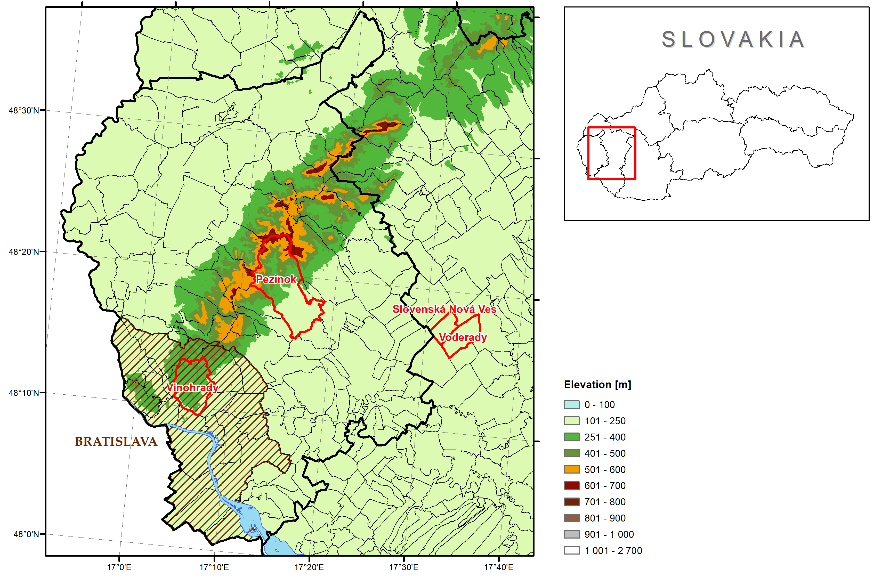 SLOVAKIA
48°30'N
48°20'N
Pezinok
Slovenská Nová Ves
Voderady
Vinohrady
48°10'N
BRATISLAVA
48°0'N
17°0'E
17°10'E
17°20'E
17°30'E
17°40'E
Elevation [m]
0 - 100
101 - 250
251 - 400
401 - 500
501 - 600
601 - 700
701 - 800
801 - 900
901 - 1 000
1 001 - 2 700